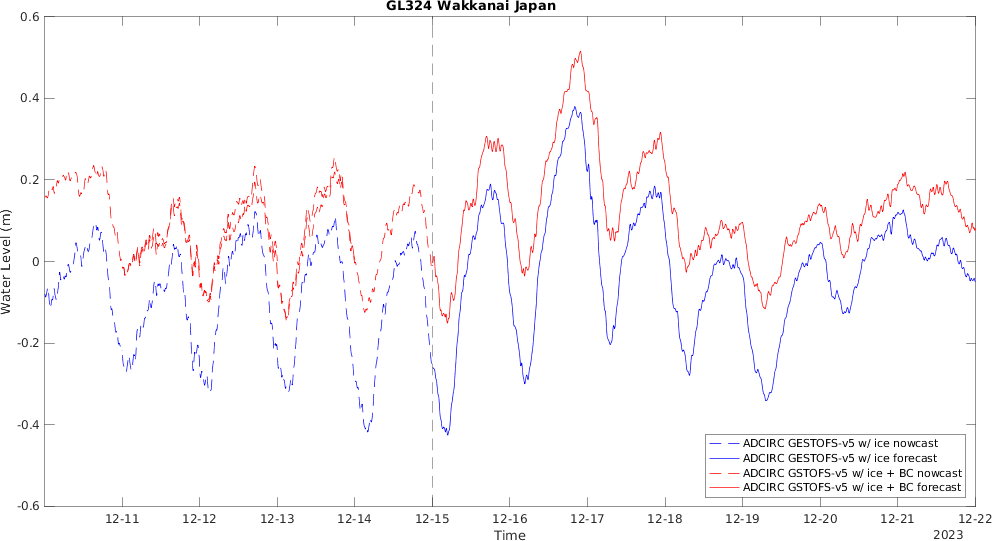 GL324 Wakkanai Japan
0.6
0.4
0.2
0
-0.2
-0.4
-0.6
Water Level (m)
ADCIRC GESTOFS-v5 w/ ice nowcast
ADCIRC GESTOFS-v5 w/ ice forecast
ADCIRC GSTOFS-v5 w/ ice + BC nowcast
ADCIRC GSTOFS-v5 w/ ice + BC forecast
12-11 12-12 12-13 12-14 12-15 12-16 12-17 12-18 12-19 12-20 12-21 12-22
Time 2023